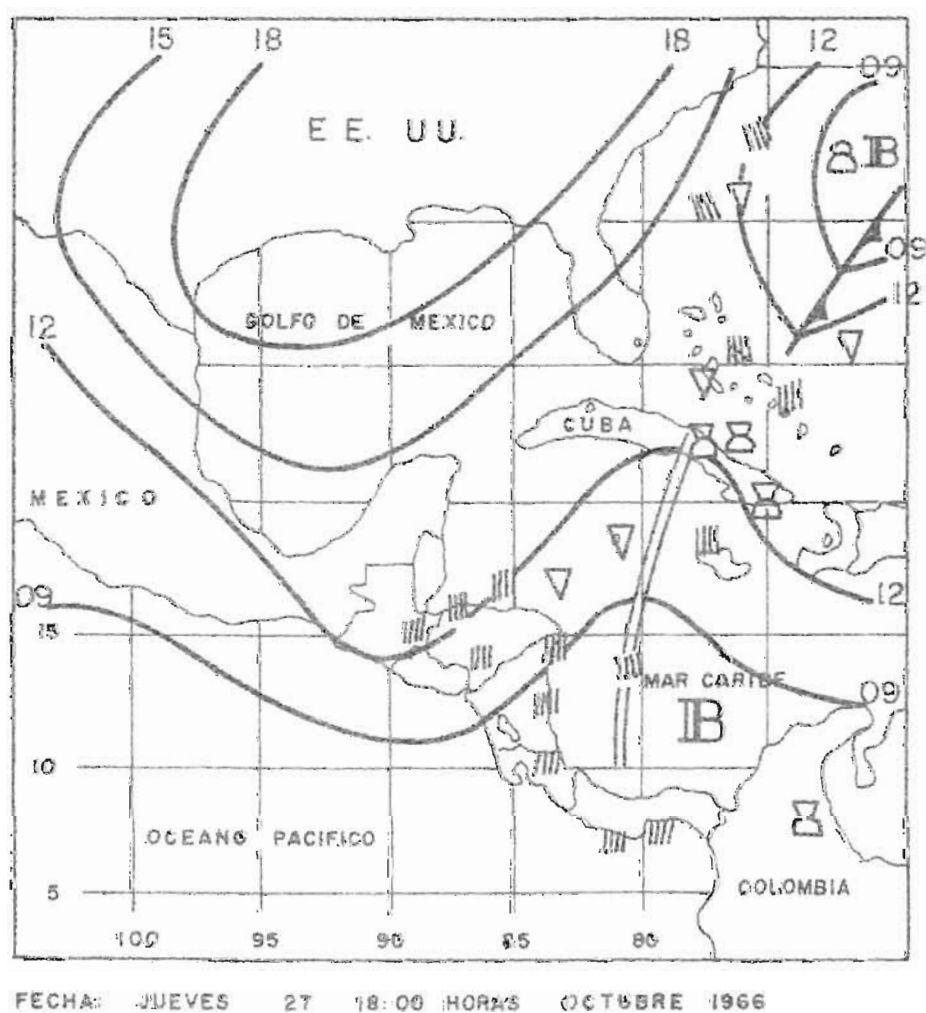 15 18 18 12 09
EE. UU.
B
09
12
12
GOLFO DE MEXICO
CUBA
MEXICO
09
12
15
MAR CARIBE
09
B
10
OCEANO PACIFICO
5
COLOMBIA
100 95 90 85 80
FECHA: JUEVES 27 18:00 HORAS OCTUBRE 1966